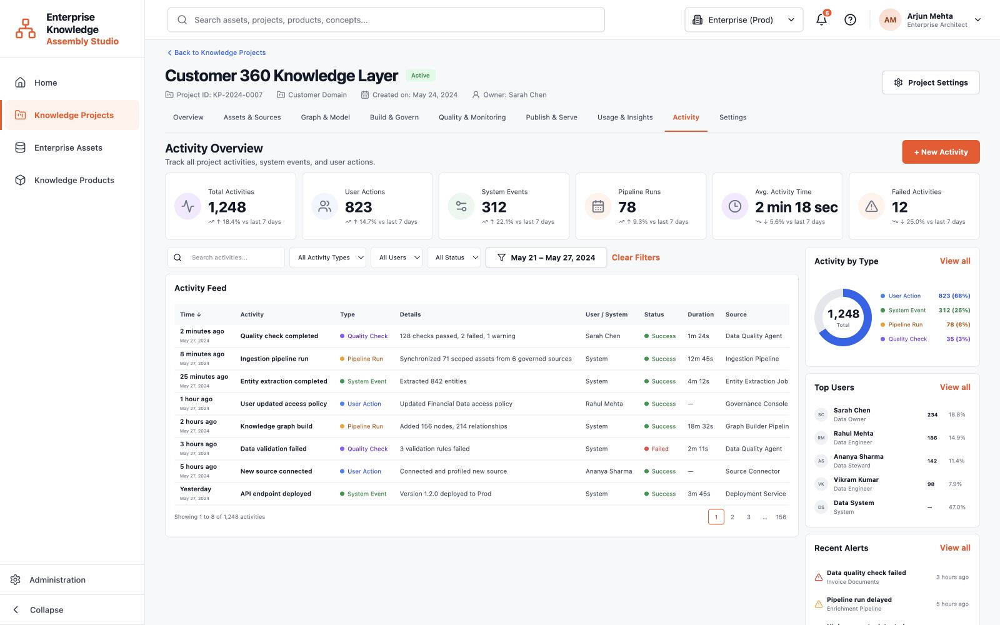 Enterprise
Knowledge
Assembly Studio
Search assets, projects, products, concepts...
Enterprise (Prod)
5
AM
Arjun Mehta
Enterprise Architect
Home
Knowledge Projects
Enterprise Assets
Knowledge Products
Administration
Collapse
Back to Knowledge Projects
Customer 360 Knowledge Layer Active
Project ID: KP-2024-0007 Customer Domain Created on: May 24, 2024 Owner: Sarah Chen
Project Settings
Overview Assets & Sources Graph & Model Build & Govern Quality & Monitoring Publish & Serve Usage & Insights Activity Settings
Activity Overview
Track all project activities, system events, and user actions.
+ New Activity
Total Activities
1,248
↑ 18.4% vs last 7 days
User Actions
823
↑ 14.7% vs last 7 days
System Events
312
↑ 22.1% vs last 7 days
Pipeline Runs
78
↑ 9.3% vs last 7 days
Avg. Activity Time
2 min 18 sec
↓ 5.6% vs last 7 days
Failed Activities
12
↓ 25.0% vs last 7 days
Search activities... All Activity Types All Users All Status May 21 – May 27, 2024 Clear Filters
Activity Feed
Time ↓ Activity Type Details User / System Status Duration Source
2 minutes ago
May 27, 2024
Quality check completed Quality Check 128 checks passed, 2 failed, 1 warning Sarah Chen Success 1m 24s Data Quality Agent
8 minutes ago
May 27, 2024
Ingestion pipeline run Pipeline Run Synchronized 71 scoped assets from 6 governed sources System Success 12m 45s Ingestion Pipeline
25 minutes ago
May 27, 2024
Entity extraction completed System Event Extracted 842 entities System Success 4m 12s Entity Extraction Job
1 hour ago
May 27, 2024
User updated access policy User Action Updated Financial Data access policy Rahul Mehta Success — Governance Console
2 hours ago
May 27, 2024
Knowledge graph build Pipeline Run Added 156 nodes, 214 relationships System Success 18m 32s Graph Builder Pipelin
3 hours ago
May 27, 2024
Data validation failed Quality Check 3 validation rules failed System Failed 2m 11s Data Quality Agent
5 hours ago
May 27, 2024
New source connected User Action Connected and profiled new source Ananya Sharma Success — Source Connector
Yesterday
May 27, 2024
API endpoint deployed System Event Version 1.2.0 deployed to Prod System Success 3m 45s Deployment Service
Showing 1 to 8 of 1,248 activities
1 2 3 ... 156
Activity by Type View all
1,248
Total
User Action 823 (66%)
System Event 312 (25%)
Pipeline Run 78 (6%)
Quality Check 35 (3%)
Top Users View all
SC Sarah Chen 234 18.8%
Data Owner
RM Rahul Mehta 186 14.9%
Data Engineer
AS Ananya Sharma 142 11.4%
Data Steward
VK Vikram Kumar 98 7.9%
Data Engineer
DS Data System — 47.0%
System
Recent Alerts View all
Data quality check failed 3 hours ago
Invoice Documents
Pipeline run delayed 5 hours ago
Enrichment Pipeline